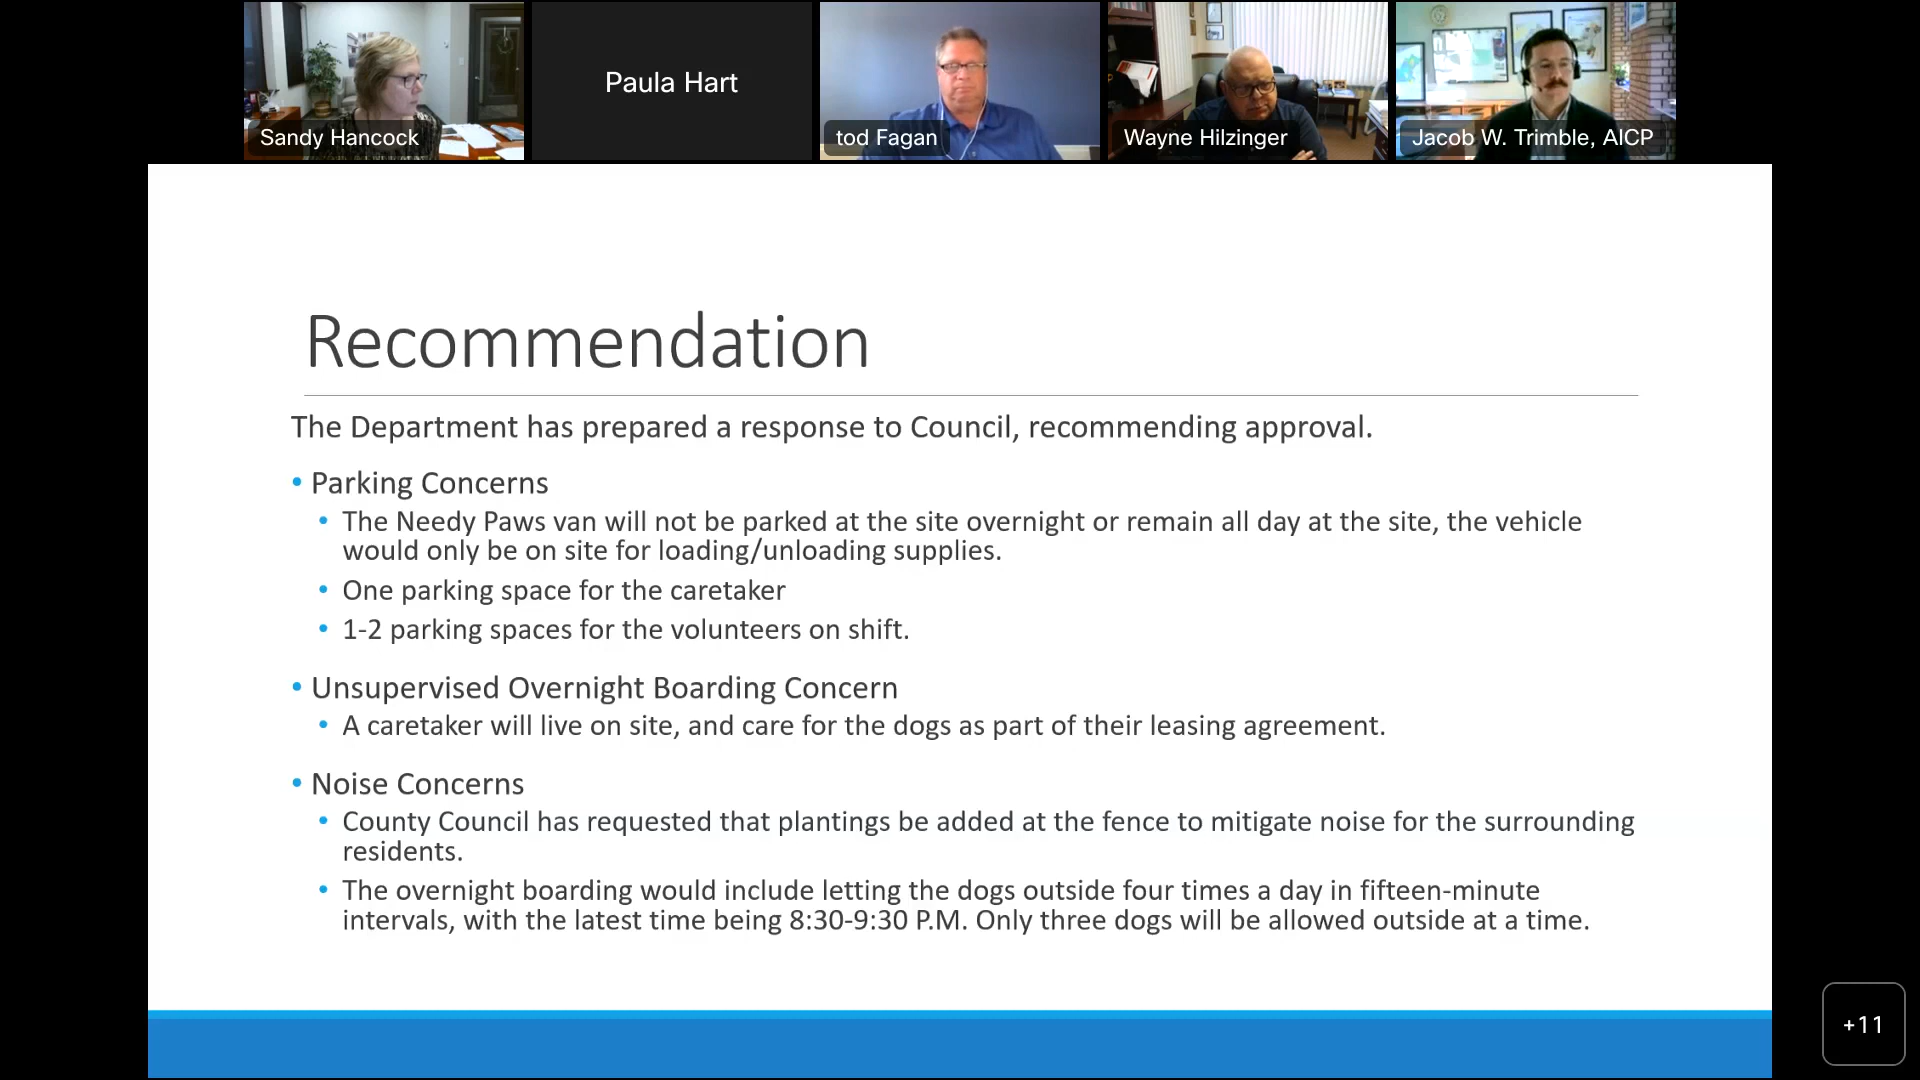 Sandy Hancock
Paula Hart
tod Fagan
Wayne Hilzinger
Jacob W. Trimble, AICP
Recommendation
The Department has prepared a response to Council, recommending approval.
• Parking Concerns
• The Needy Paws van will not be parked at the site overnight or remain all day at the site, the vehicle
would only be on site for loading/unloading supplies.
• One parking space for the caretaker
• 1-2 parking spaces for the volunteers on shift.
• Unsupervised Overnight Boarding Concern
• A caretaker will live on site, and care for the dogs as part of their leasing agreement.
• Noise Concerns
• County Council has requested that plantings be added at the fence to mitigate noise for the surrounding
residents.
• The overnight boarding would include letting the dogs outside four times a day in fifteen-minute
intervals, with the latest time being 8:30-9:30 P.M. Only three dogs will be allowed outside at a time.
+11